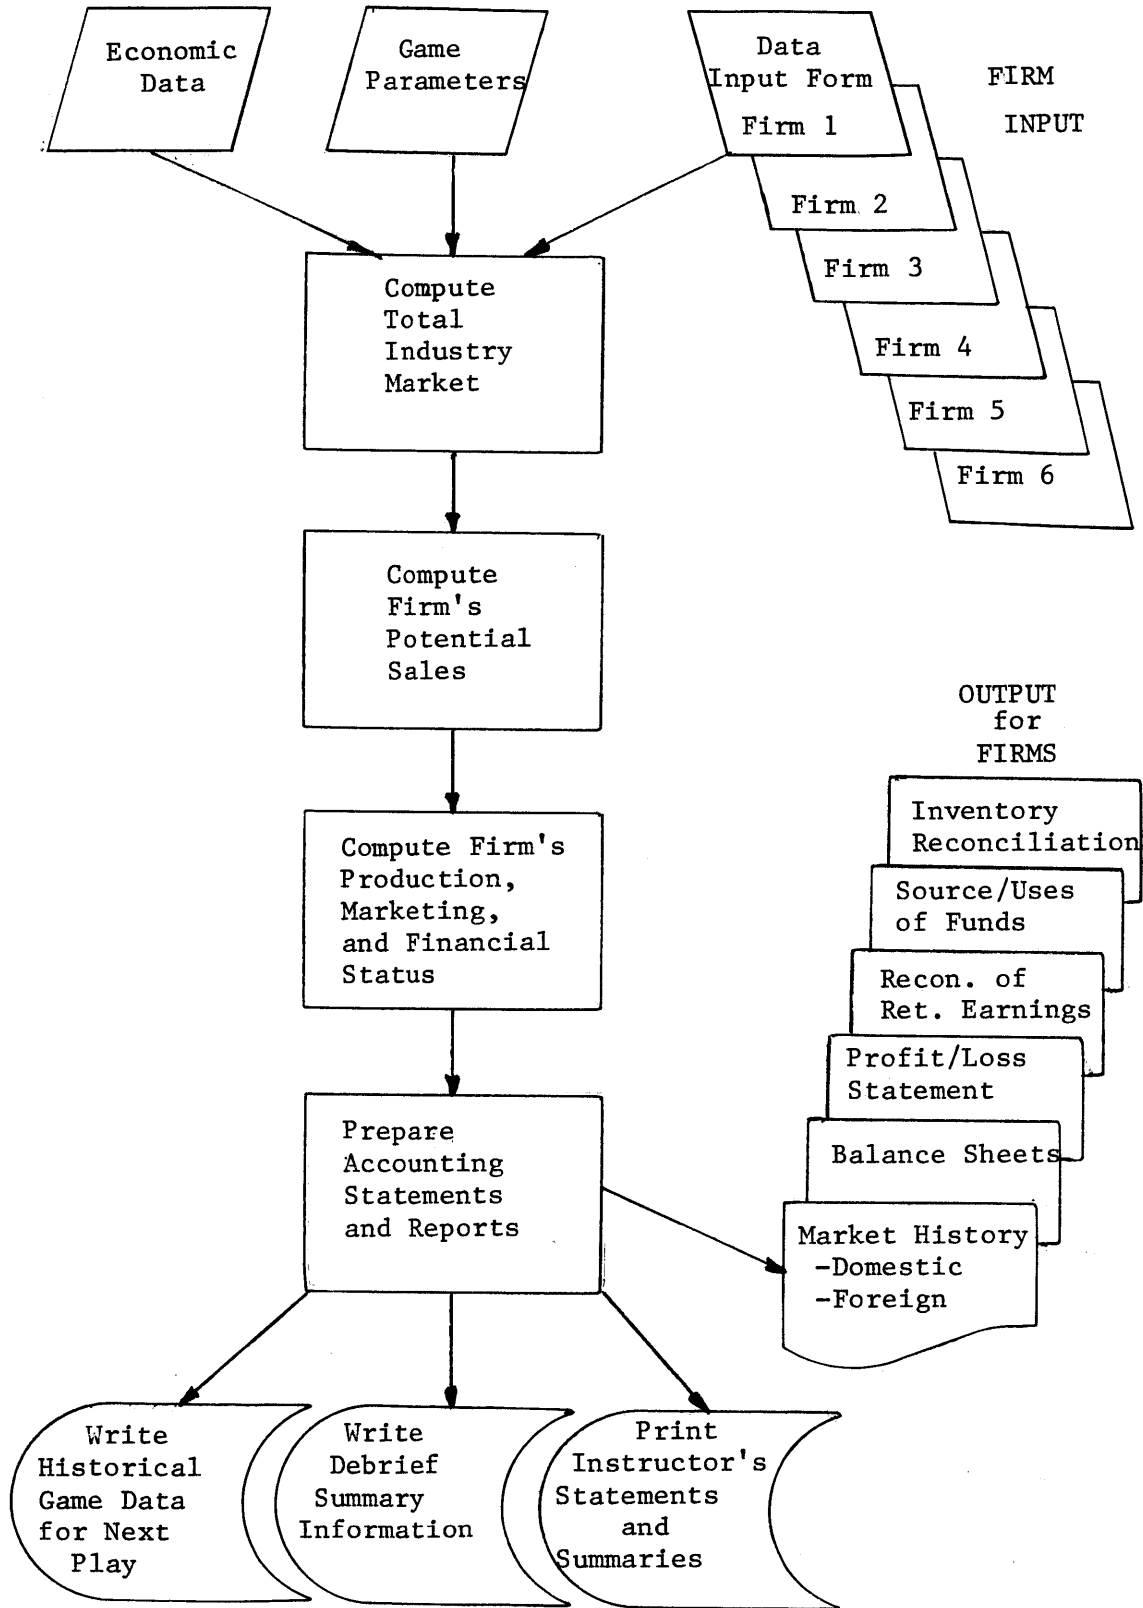 Economic
Data
Game
Parameters
Data
Input Form
Firm 1
FIRM
INPUT
Firm 2
Firm 3
Firm 4
Firm 5
Firm 6
Compute
Total
Industry
Market
Compute
Firm's
Potential
Sales
Compute Firm's
Production,
Marketing,
and Financial
Status
Prepare
Accounting
Statements
and Reports
OUTPUT
for
FIRMS
Inventory
Reconciliation
Source/Uses
of Funds
Recon. of
Ret. Earnings
Profit/Loss
Statement
Balance Sheets
Market History
-Domestic
-Foreign
Write
Historical
Game Data
for Next
Play
Write
Debrief
Summary
Information
Print
Instructor's
Statements
and
Summaries